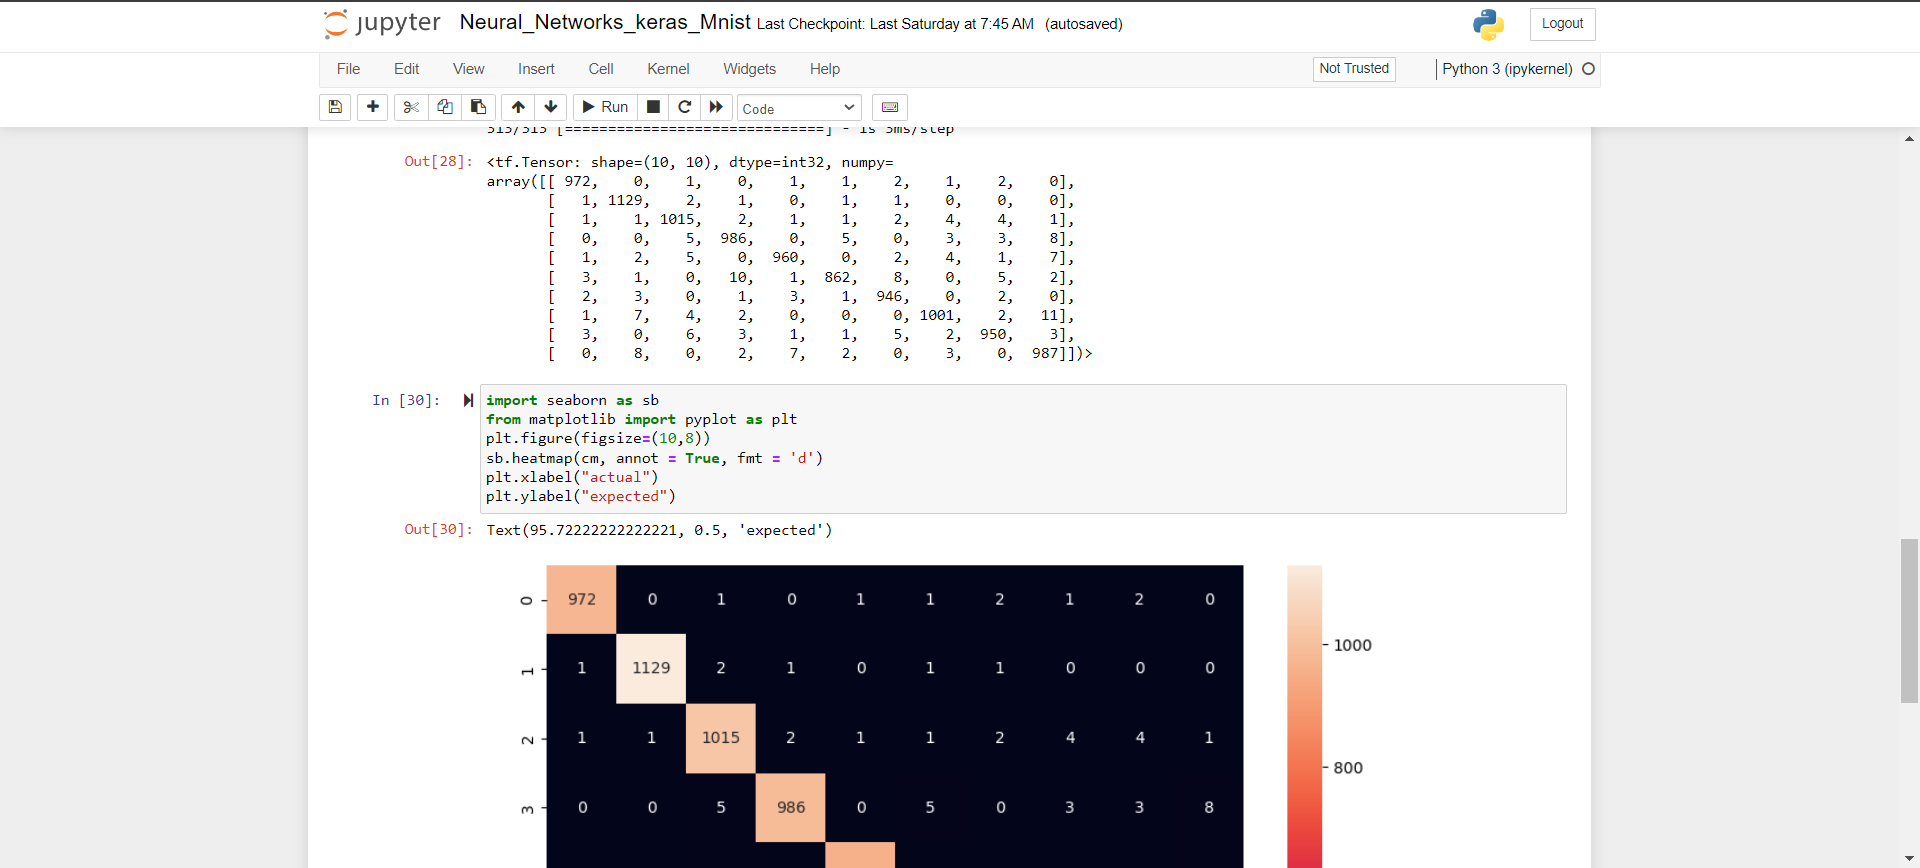 jupyter Neural_Networks_keras_Mnist Last Checkpoint: Last Saturday at 7:45 AM (autosaved) Logout
File Edit View Insert Cell Kernel Widgets Help Not Trusted Python 3 (ipykernel)
Run Code
313/313 [==============================] - 1s 3ms/step
Out[28]: <tf.Tensor: shape=(10, 10), dtype=int32, numpy=
array([[ 972, 0, 1, 0, 1, 1, 2, 1, 2, 0],
[ 1, 1129, 2, 1, 0, 1, 1, 0, 0, 0],
[ 1, 1, 1015, 2, 1, 1, 2, 4, 4, 1],
[ 0, 0, 5, 986, 0, 5, 0, 3, 3, 8],
[ 1, 2, 5, 0, 960, 0, 2, 4, 1, 7],
[ 3, 1, 0, 10, 1, 862, 8, 0, 5, 2],
[ 2, 3, 0, 1, 3, 1, 946, 0, 2, 0],
[ 1, 7, 4, 2, 0, 0, 0, 1001, 2, 11],
[ 3, 0, 6, 3, 1, 1, 5, 2, 950, 3],
[ 0, 8, 0, 2, 7, 2, 0, 3, 0, 987]])>
In [30]: import seaborn as sb
from matplotlib import pyplot as plt
plt.figure(figsize=(10,8))
sb.heatmap(cm, annot = True, fmt = 'd')
plt.xlabel("actual")
plt.ylabel("expected")
Out[30]: Text(95.72222222222221, 0.5, 'expected')
0 972 0 1 0 1 1 2 1 2 0
1000
1 1 1129 2 1 0 1 1 0 0 0
2 1 1 1015 2 1 1 2 4 4 1
800
3 0 0 5 986 0 5 0 3 3 8